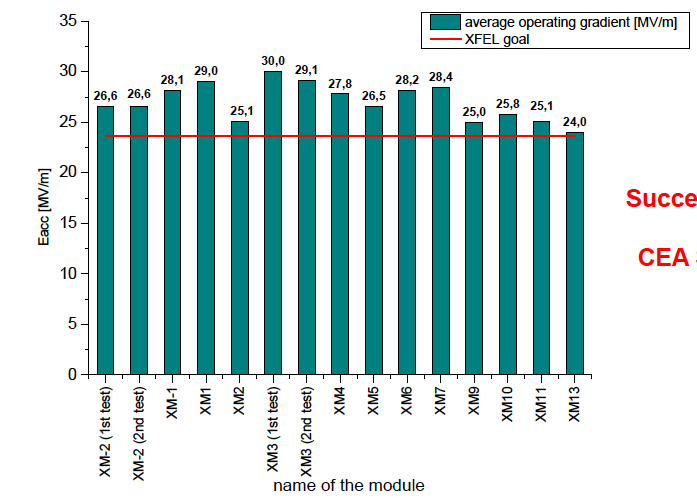 average operating gradient [MV/m]
XFEL goal
35
30
25
20
15
10
5
0
Eacc [MV/m]
26,6
26,6
28,1
29,0
25,1
30,0
29,1
27,8
26,5
28,2
28,4
25,0
25,8
25,1
24,0
XM-2 (1st test)
XM-2 (2nd test)
XM-1
XM1
XM2
XM3 (1st test)
XM3 (2nd test)
XM4
XM5
XM6
XM7
XM9
XM10
XM11
XM13
name of the module
Succe
CEA